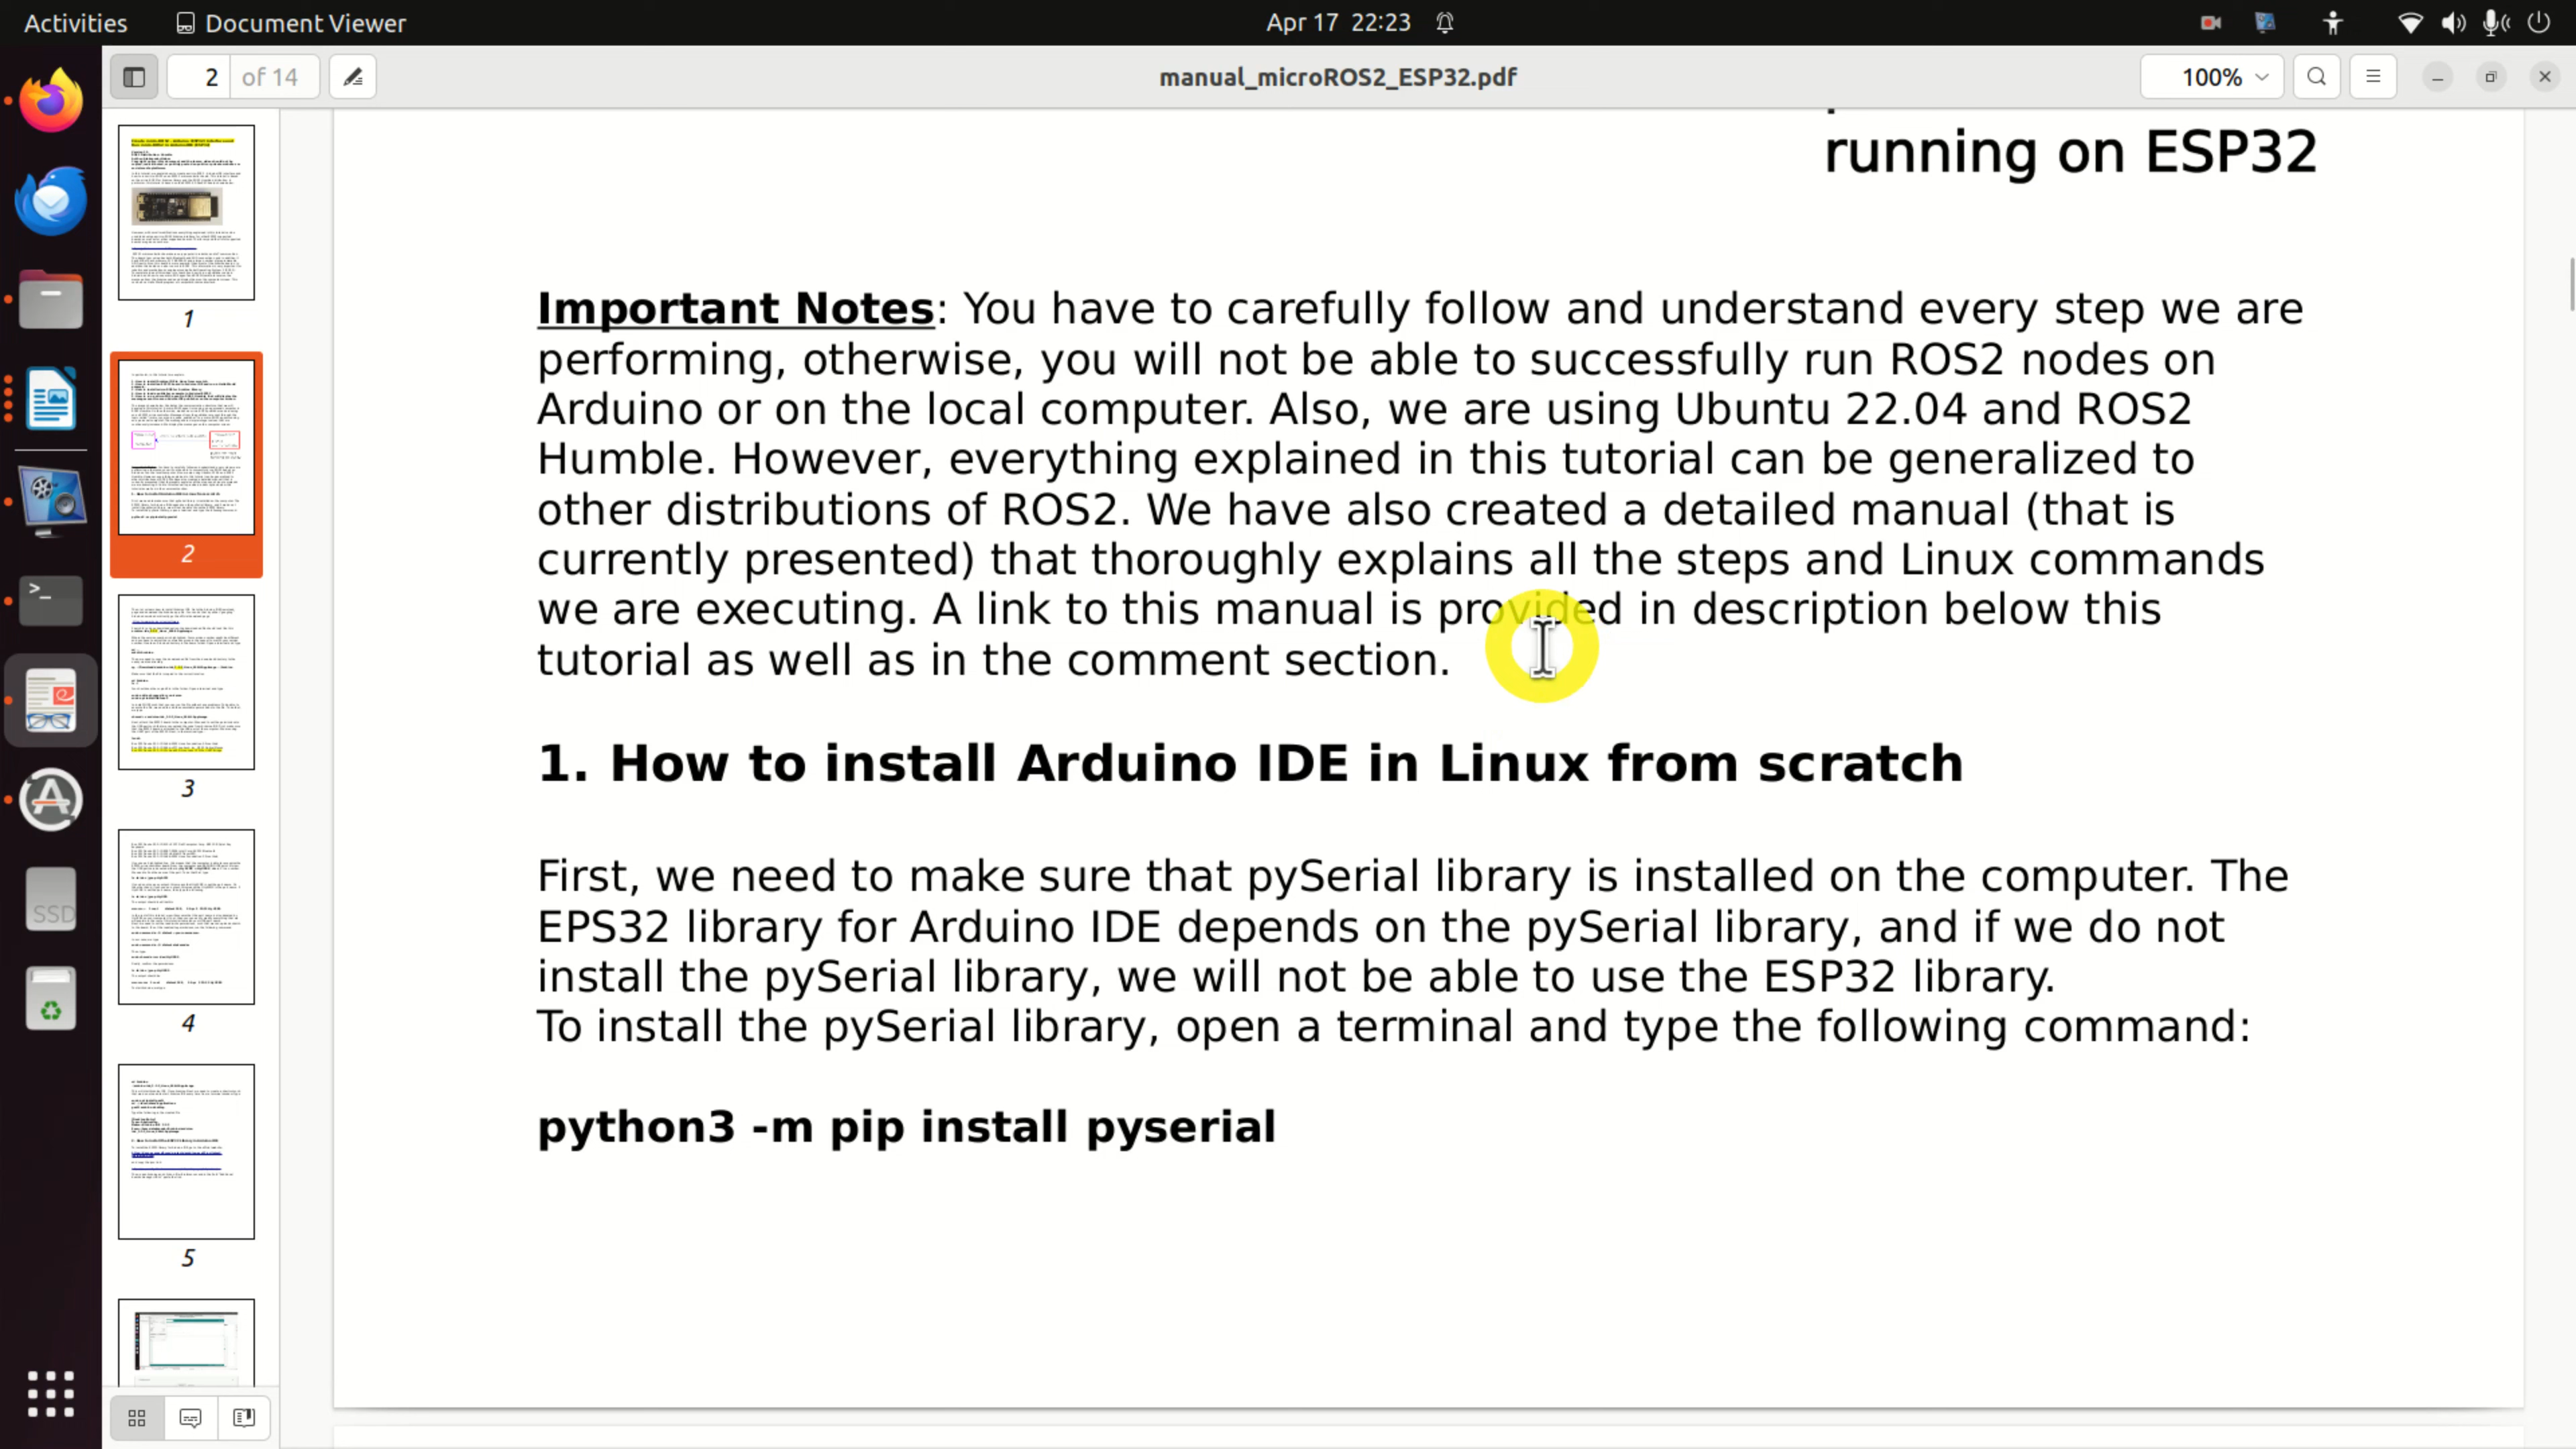 Activities
Document Viewer
Apr 17 22:23
2
of 14
manual_microROS2_ESP32.pdf
100%
running on ESP32
Important Notes: You have to carefully follow and understand every step we are
performing, otherwise, you will not be able to successfully run ROS2 nodes on
Arduino or on the local computer. Also, we are using Ubuntu 22.04 and ROS2
Humble. However, everything explained in this tutorial can be generalized to
other distributions of ROS2. We have also created a detailed manual (that is
currently presented) that thoroughly explains all the steps and Linux commands
we are executing. A link to this manual is provided in description below this
tutorial as well as in the comment section.
1. How to install Arduino IDE in Linux from scratch
First, we need to make sure that pySerial library is installed on the computer. The
EPS32 library for Arduino IDE depends on the pySerial library, and if we do not
install the pySerial library, we will not be able to use the ESP32 library.
To install the pySerial library, open a terminal and type the following command:
python3 -m pip install pyserial
1
2
3
4
5
SSD